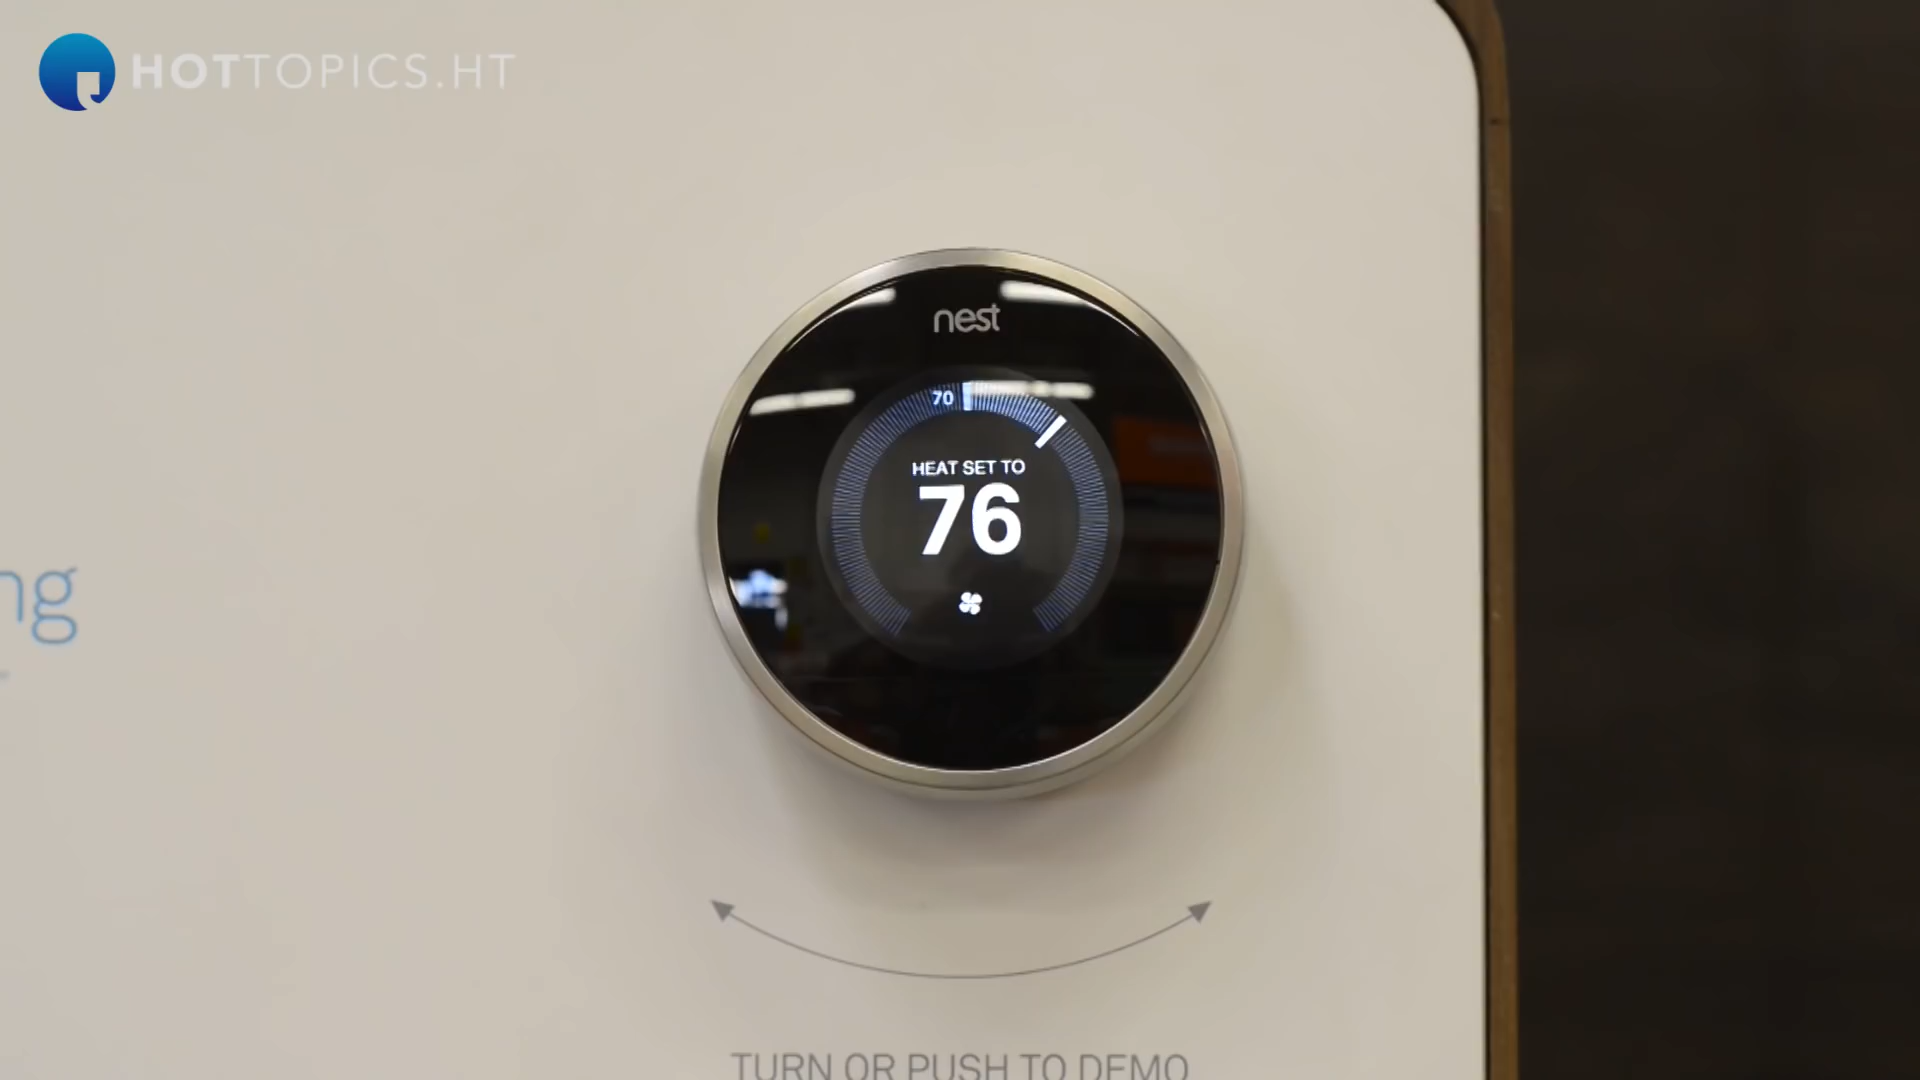 HOTTOPICS.HT
nest
70
HEAT SET TO
76
ng
TURN OR PUSH TO DEMO